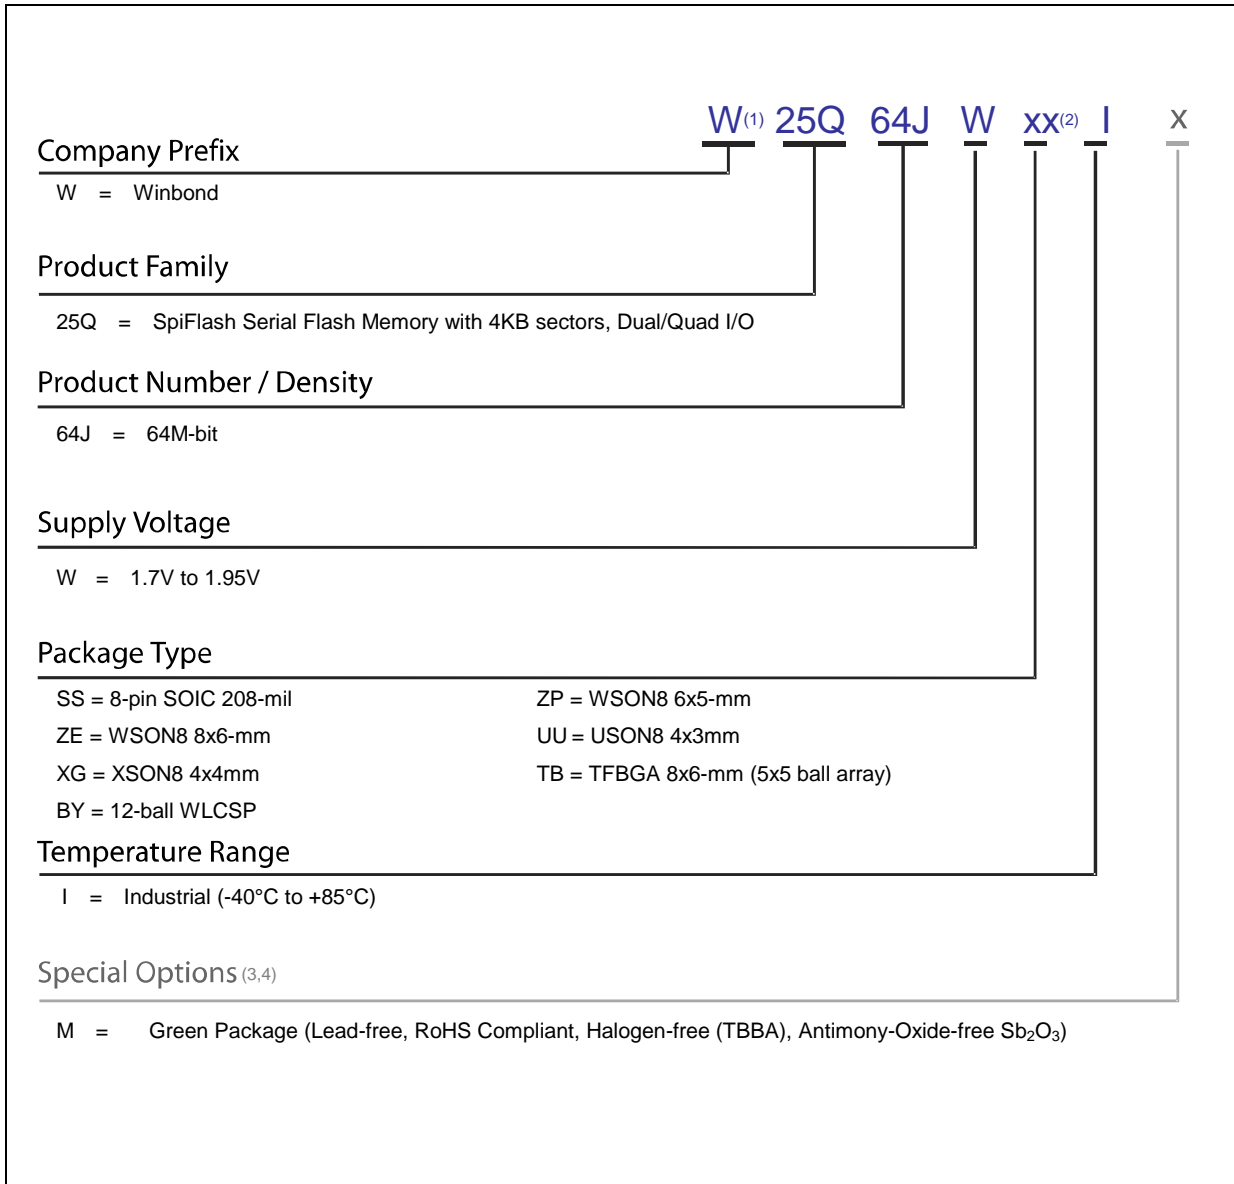 W(1) 25Q 64J W xx(2) I x
Company Prefix
W = Winbond
Product Family
25Q = SpiFlash Serial Flash Memory with 4KB sectors, Dual/Quad I/O
Product Number / Density
64J = 64M-bit
Supply Voltage
W = 1.7V to 1.95V
Package Type
SS = 8-pin SOIC 208-mil ZP = WSON8 6x5-mm
ZE = WSON8 8x6-mm UU = USON8 4x3mm
XG = XSON8 4x4mm TB = TFBGA 8x6-mm (5x5 ball array)
BY = 12-ball WLCSP
Temperature Range
I = Industrial (-40°C to +85°C)
Special Options (3,4)
M = Green Package (Lead-free, RoHS Compliant, Halogen-free (TBBA), Antimony-Oxide-free Sb₂O₃)